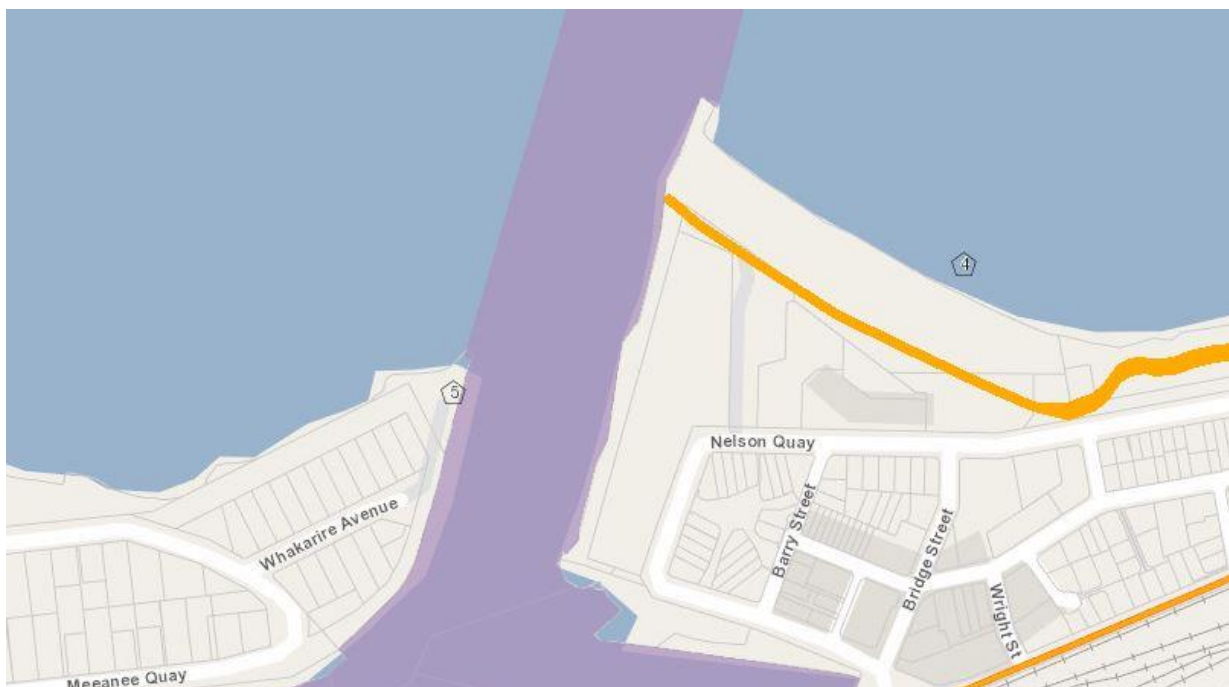 4
5
Nelson Quay
Whakarire Avenue
Barry Street
Bridge Street
Wright St
Meeanee Quay